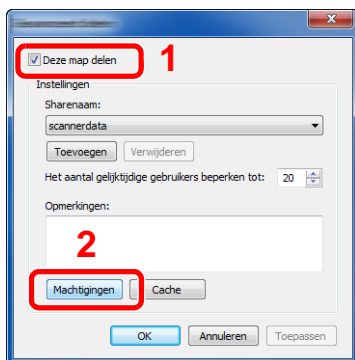 Deze map delen 1
Instellingen
Sharenaam:
scannerdata
Toevoegen Verwijderen
Het aantal gelijktijdige gebruikers beperken tot: 20
Opmerkingen:
2
Machtigingen Cache
OK Annuleren Toepassen